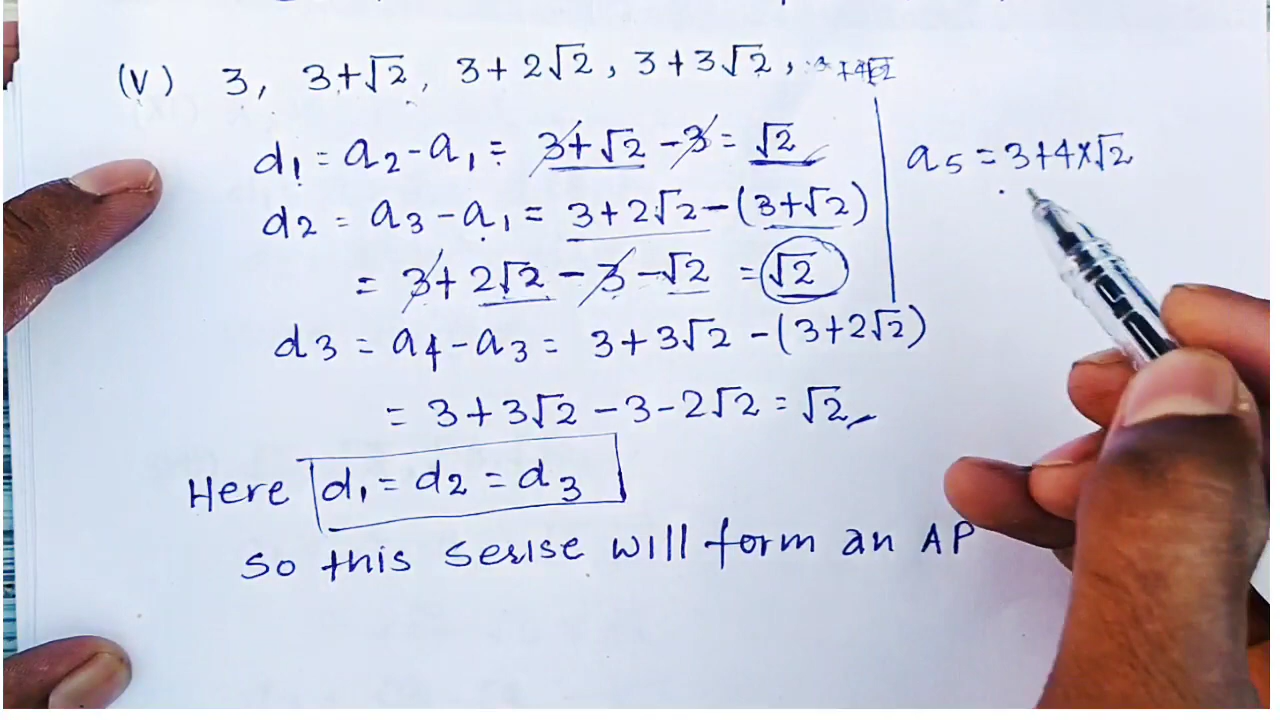 (V) 3, 3+√2, 3+2√2, 3+3√2, 3+4√2
d1 = a2-a1 = 3+√2 -3 = √2
a5 = 3+4×√2
d2 = a3-a1 = 3+2√2-(3+√2)
= 3+2√2-3-√2 = √2
d3 = a4-a3 = 3+3√2-(3+2√2)
= 3+3√2-3-2√2 = √2
Here d1 = d2 = d3
So this Serise will form an AP